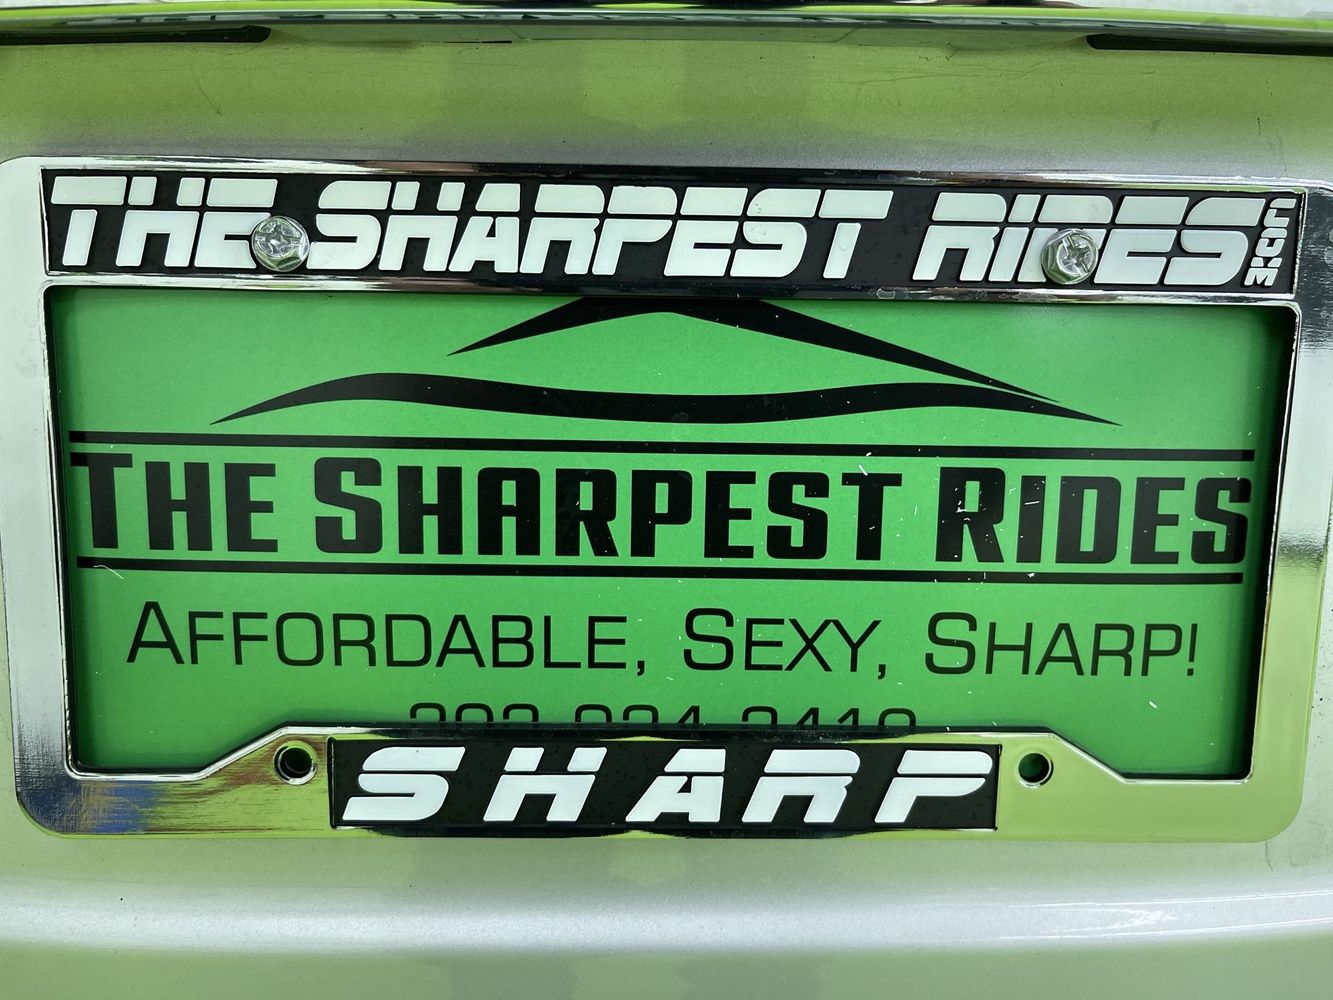 THE SHARPEST RIDES.COM
THE SHARPEST RIDES
AFFORDABLE, SEXY, SHARP!
SHARP